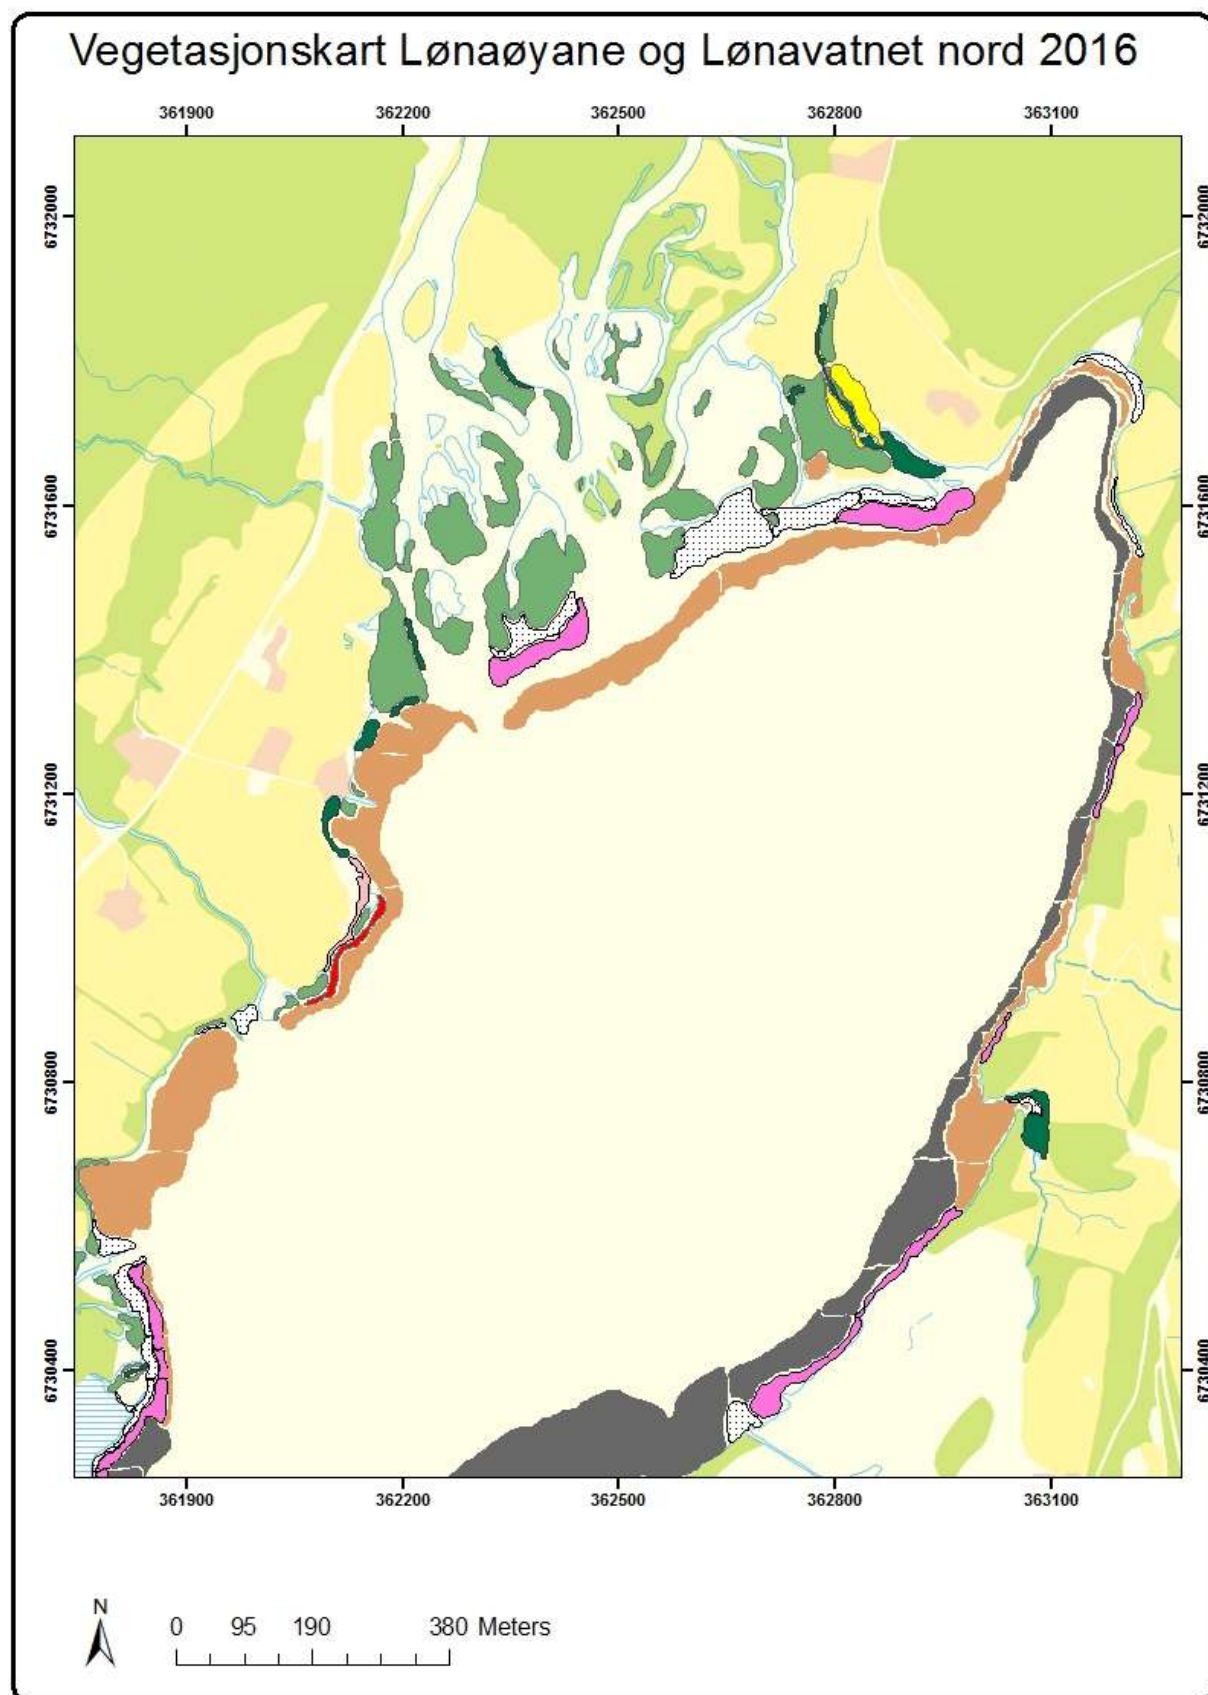 Vegetasjonskart Lønaøyane og Lønavatnet nord 2016
361900 362200 362500 362800 363100
6732000 6732000
6731600 6731600
6731200 6731200
6730800 6730800
6730400 6730400
361900 362200 362500 362800 363100
N
0 95 190 380 Meters